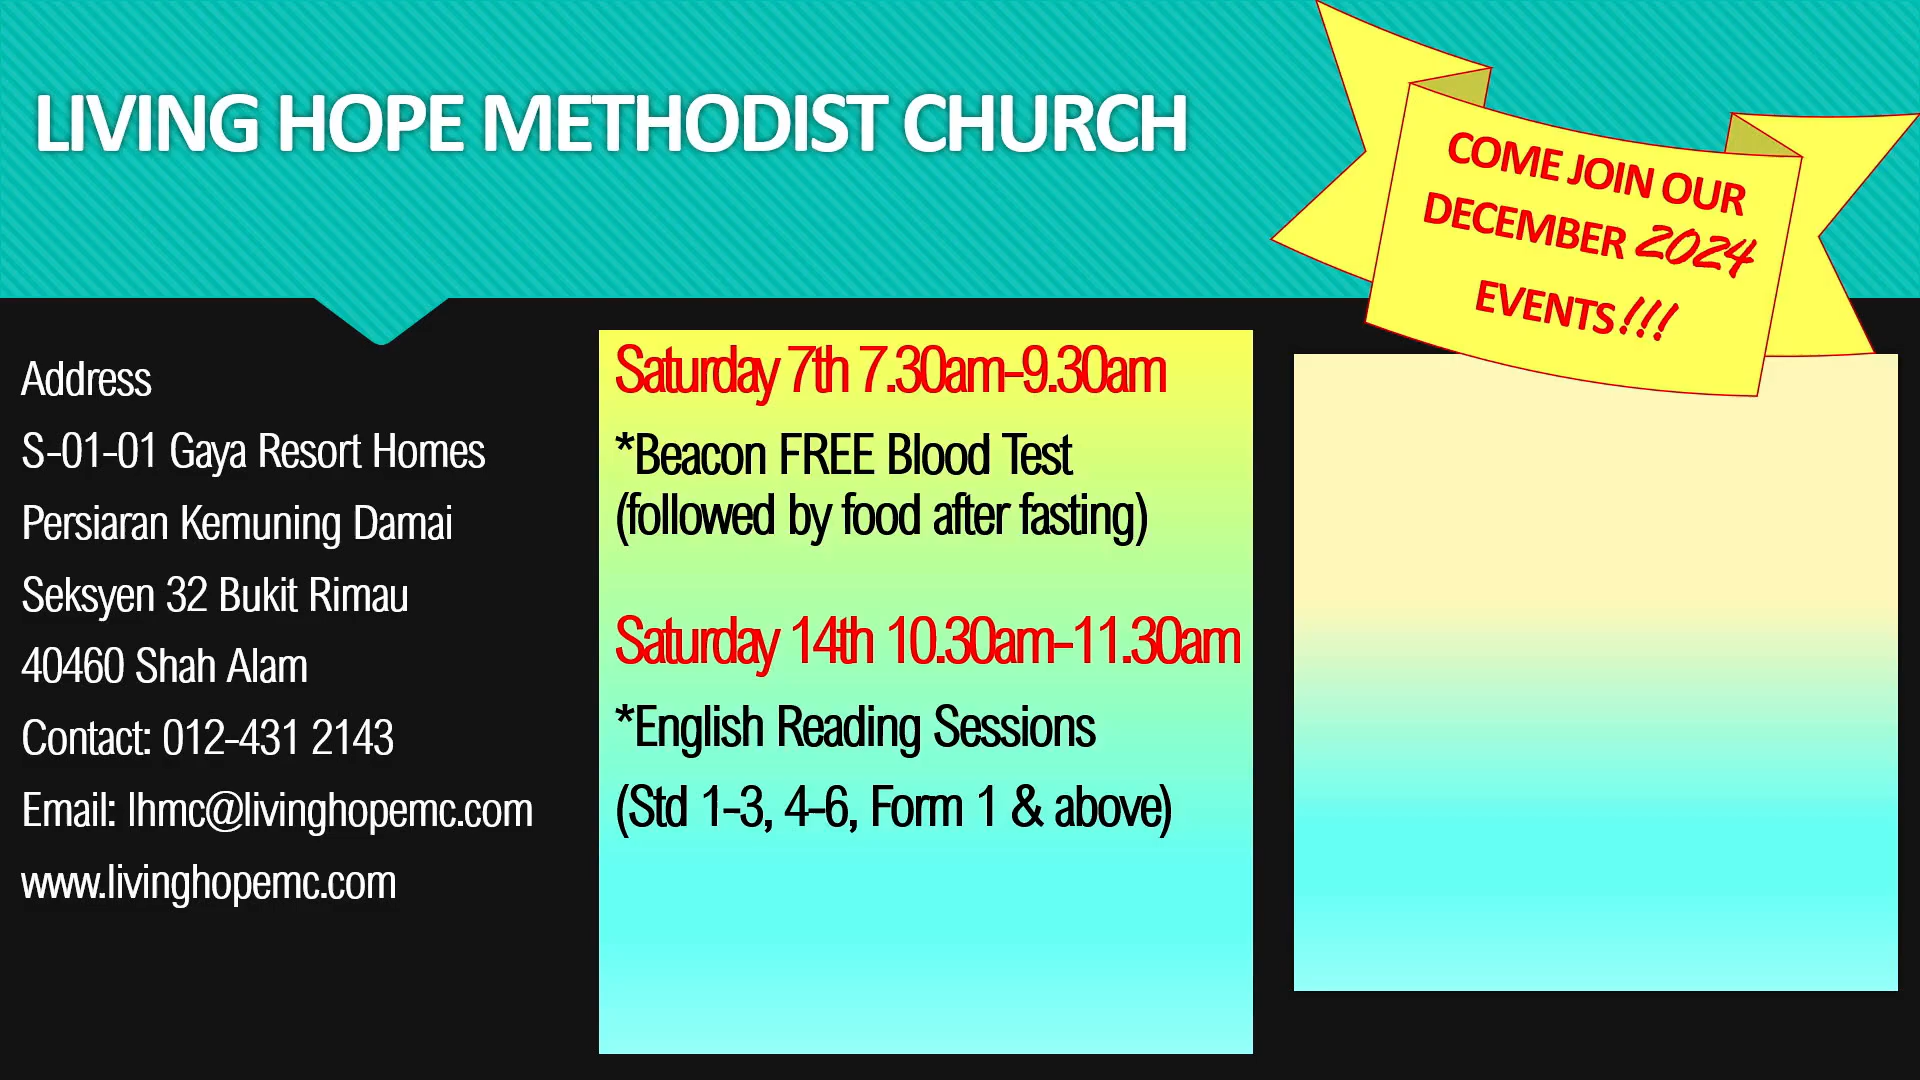 LIVING HOPE METHODIST CHURCH
COME JOIN OUR
DECEMBER 2024
EVENTS!!!
Address
S-01-01 Gaya Resort Homes
Persiaran Kemuning Damai
Seksyen 32 Bukit Rimau
40460 Shah Alam
Contact: 012-431 2143
Email: lhmc@livinghopemc.com
www.livinghopemc.com
Saturday 7th 7.30am-9.30am
*Beacon FREE Blood Test
(followed by food after fasting)
Saturday 14th 10.30am-11.30am
*English Reading Sessions
(Std 1-3, 4-6, Form 1 & above)